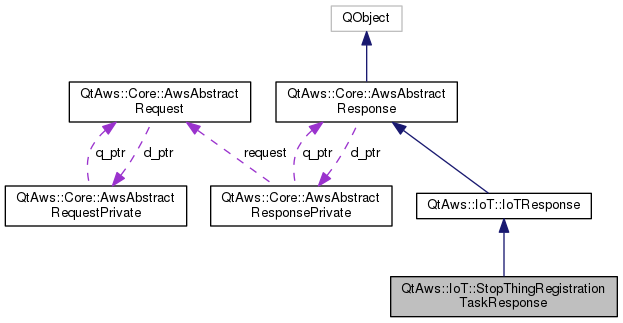 QObject
QtAws::Core::AwsAbstract
Request
QtAws::Core::AwsAbstract
Response
q_ptr
d_ptr
request
q_ptr
d_ptr
QtAws::Core::AwsAbstract
RequestPrivate
QtAws::Core::AwsAbstract
ResponsePrivate
QtAws::IoT::IoTResponse
QtAws::IoT::StopThingRegistration
TaskResponse